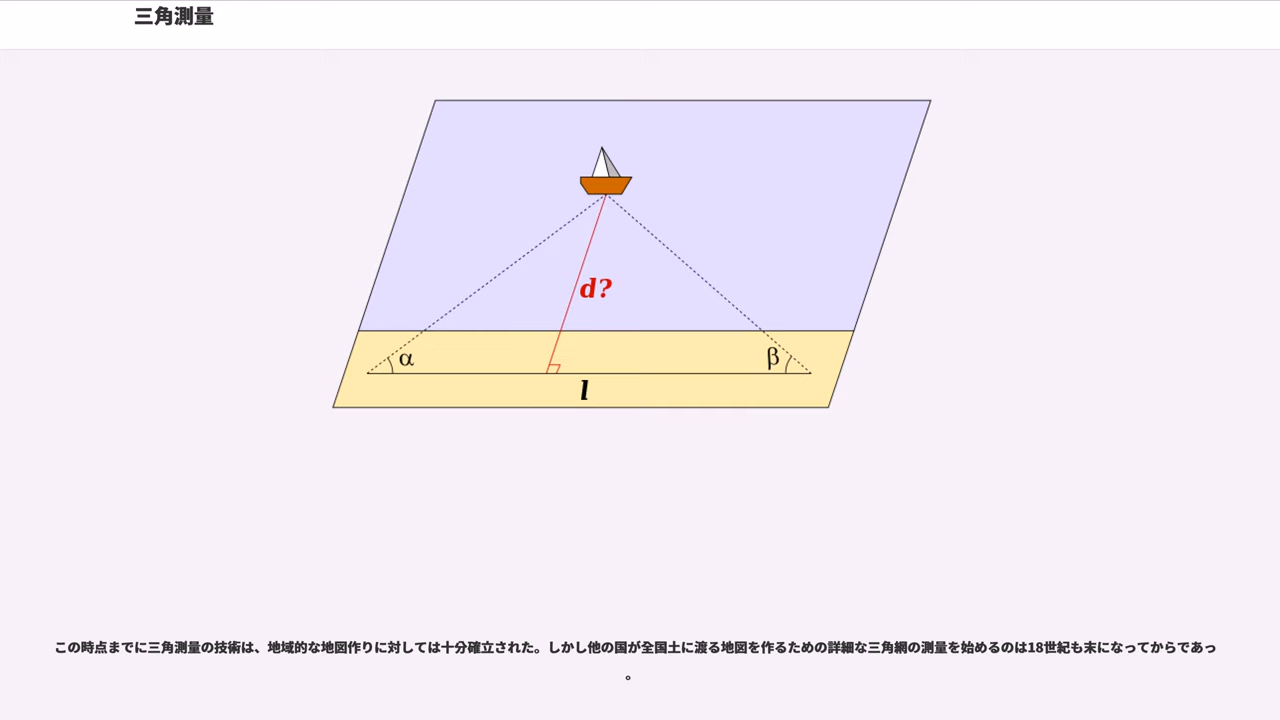 三角測量
d?
α
β
l
この時点までに三角測量の技術は、地域的な地図作りに対しては十分確立された。しかし他の国が全国土に渡る地図を作るための詳細な三角網の測量を始めるのは18世紀も末になってからであっ
。